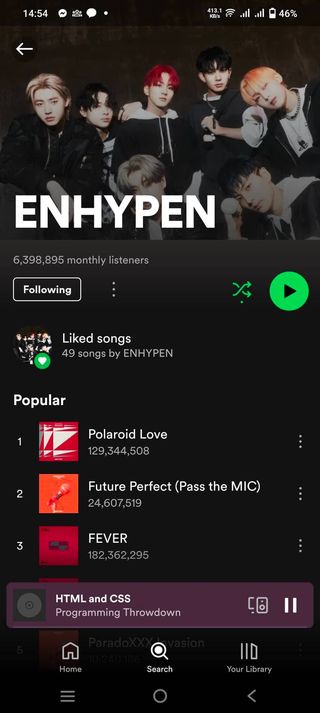 14:54
413.1
KB/s
46%
ENHYPEN
6,398,895 monthly listeners
Following
Liked songs
49 songs by ENHYPEN
Popular
1
Polaroid Love
129,344,508
2
Future Perfect (Pass the MIC)
24,607,519
3
FEVER
182,362,295
HTML and CSS
Programming Throwdown
5
ParadoXXX Invasion
Home
Search
Your Library